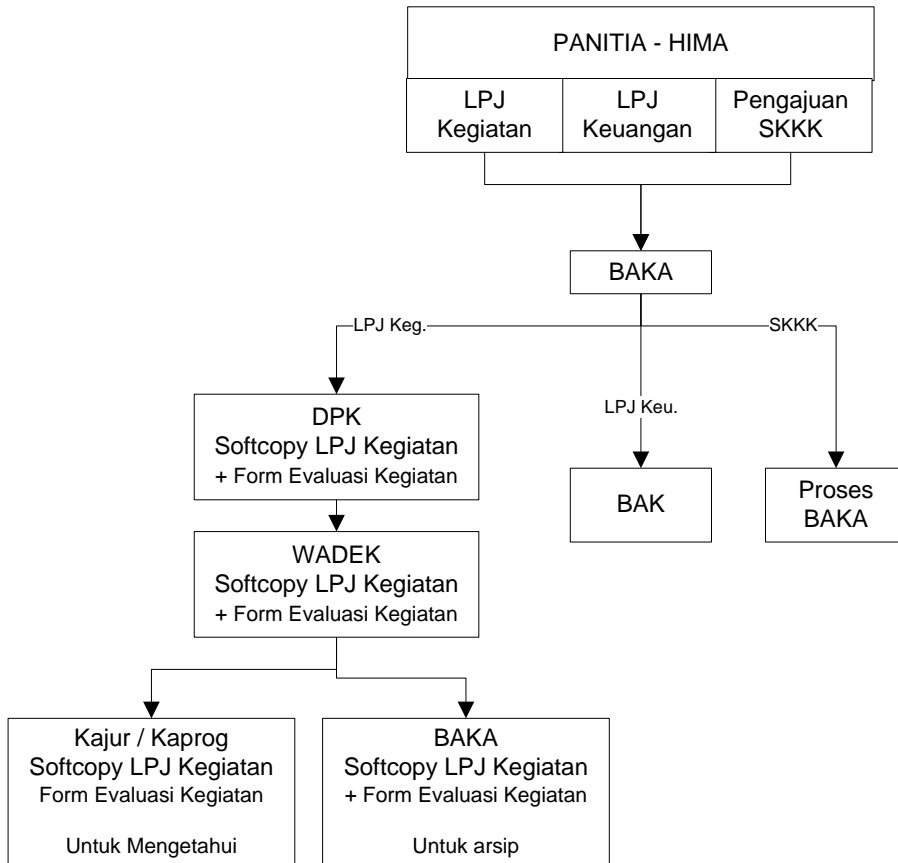 PANITIA - HIMA
LPJ
Kegiatan
LPJ
Keuangan
Pengajuan
SKKK
BAKA
LPJ Keg.
SKKK
LPJ Keu.
DPK
Softcopy LPJ Kegiatan
+ Form Evaluasi Kegiatan
BAK
Proses
BAKA
WADEK
Softcopy LPJ Kegiatan
+ Form Evaluasi Kegiatan
Kajur / Kaprog
Softcopy LPJ Kegiatan
Form Evaluasi Kegiatan
Untuk Mengetahui
BAKA
Softcopy LPJ Kegiatan
+ Form Evaluasi Kegiatan
Untuk arsip